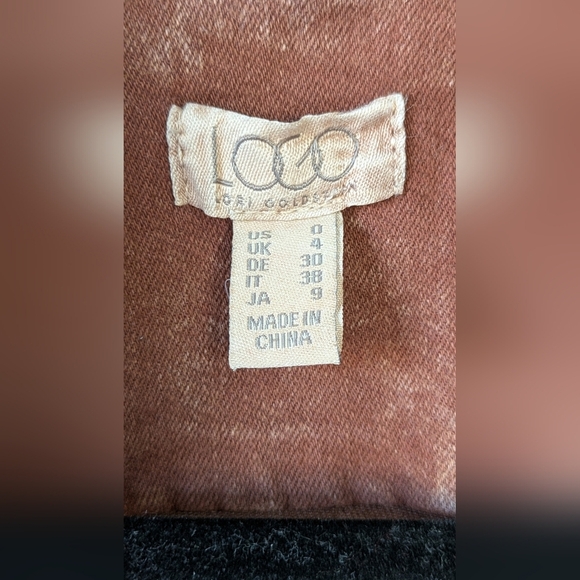 LOGO
LORI GOLDSTEIN
US 0
UK 4
DE 30
IT 38
JA 9
MADE IN
CHINA